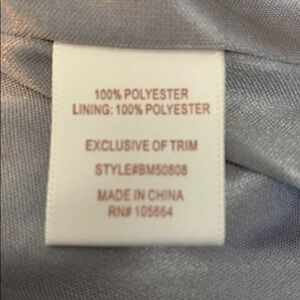 100% POLYESTER
LINING: 100% POLYESTER
EXCLUSIVE OF TRIM
STYLE#BM50808
MADE IN CHINA
RN# 105664